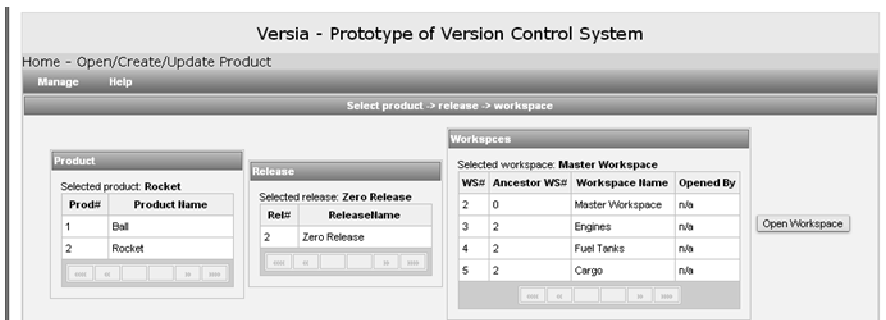 Versia - Prototype of Version Control System
Home - Open/Create/Update Product
Manage Help
Select product -> release -> workspace
Product
Selected product: Rocket
Prod# Product Name
1 Ball
2 Rocket
Release
Selected release: Zero Release
Rel# ReleaseName
2 Zero Release
Workspces
Selected workspace: Master Workspace
WS# Ancestor WS# Workspace Name Opened By
2 0 Master Workspace n/a
3 2 Engines n/a
4 2 Fuel Tanks n/a
5 2 Cargo n/a
Open Workspace